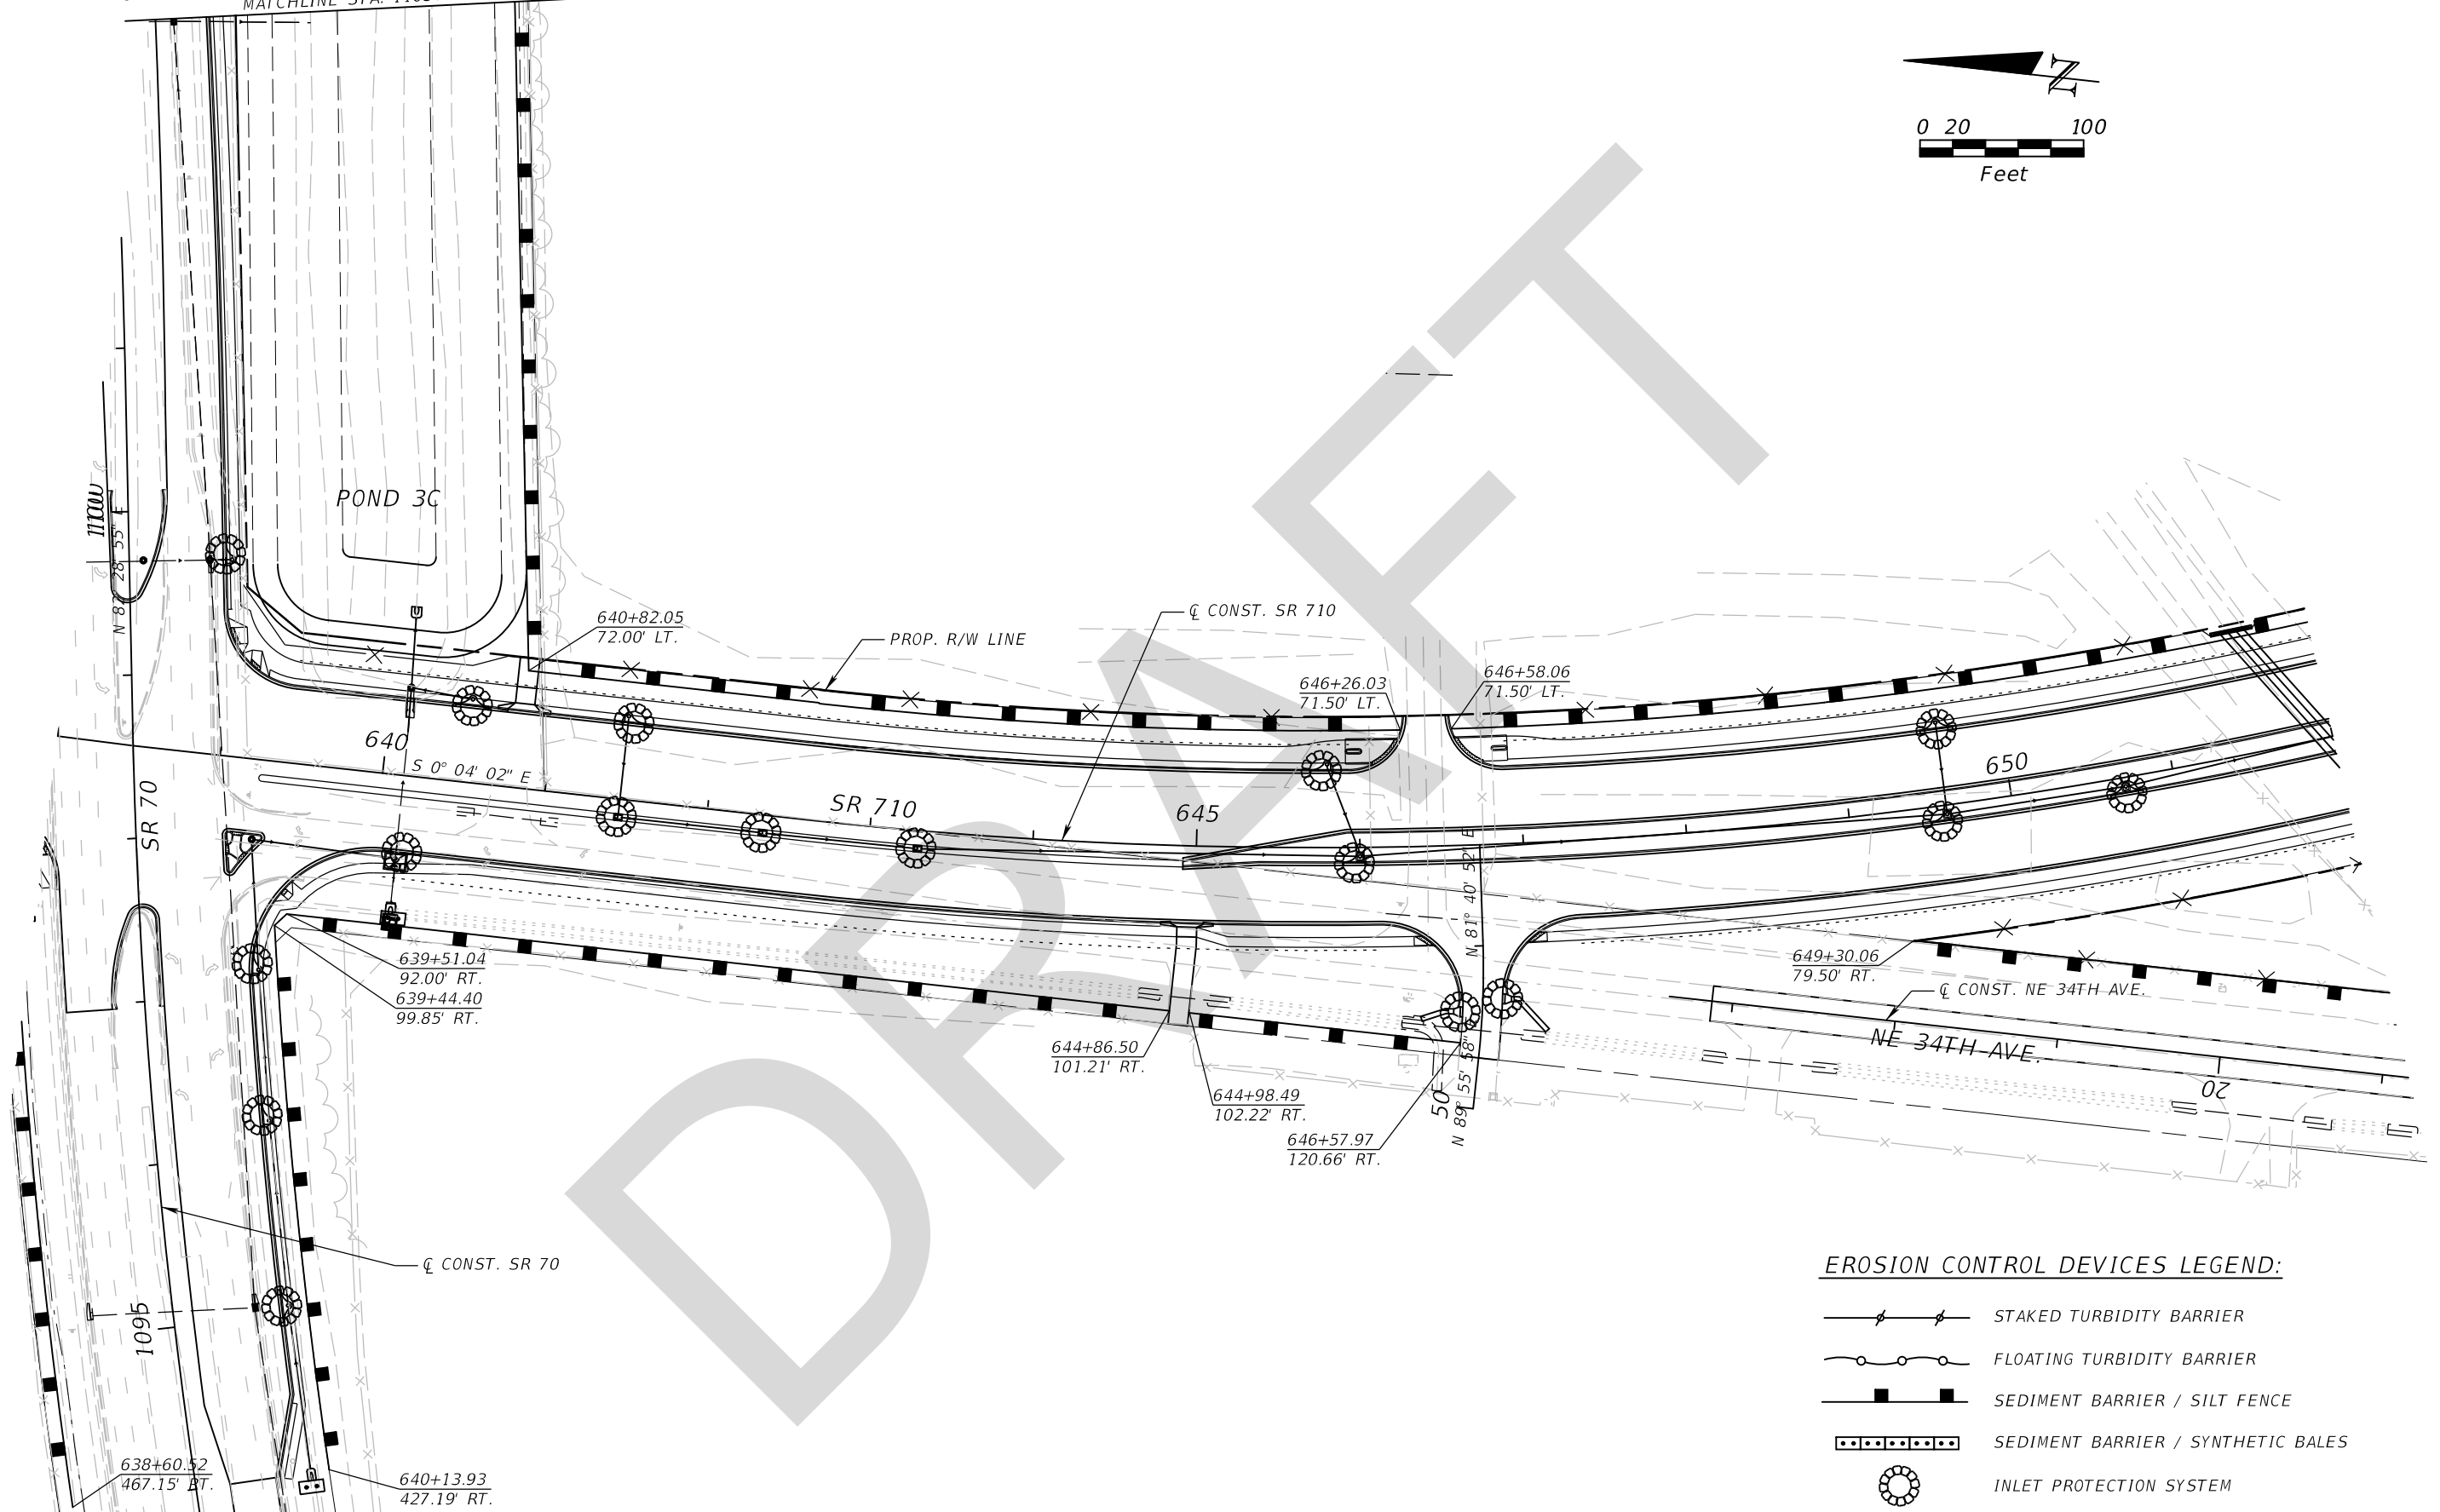 MATCHLINE STA.
N
0 20 100
Feet
POND 3C
N 82° 28' 55" E
640+82.05
72.00' LT.
PROP. R/W LINE
℄ CONST. SR 710
646+26.03
71.50' LT.
646+58.06
71.50' LT.
640
S 0° 04' 02" E
SR 710
645
650
SR 70
N 81° 40' 52" E
639+51.04
92.00' RT.
639+44.40
99.85' RT.
649+30.06
79.50' RT.
℄ CONST. NE 34TH AVE.
NE 34TH AVE.
20
644+86.50
101.21' RT.
644+98.49
102.22' RT.
50
N 89° 55' 58"
646+57.97
120.66' RT.
℄ CONST. SR 70
1095
638+60.52
467.15' RT.
640+13.93
427.19' RT.
DRAFT
EROSION CONTROL DEVICES LEGEND:
STAKED TURBIDITY BARRIER
FLOATING TURBIDITY BARRIER
SEDIMENT BARRIER / SILT FENCE
SEDIMENT BARRIER / SYNTHETIC BALES
INLET PROTECTION SYSTEM